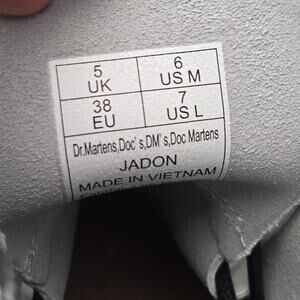 5 UK
6 US M
38 EU
7 US L
Dr.Martens,Doc's,DM's,Doc Martens
JADON
MADE IN VIETNAM